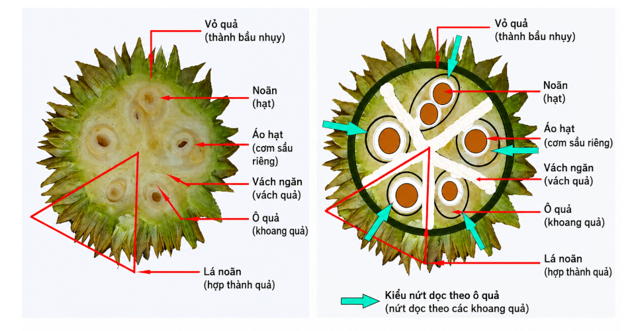 Vỏ quả
(thành bầu nhụy)
Noãn
(hạt)
Áo hạt
(cơm sầu
riêng)
Vách ngăn
(vách quả)
Ô quả
(khoang quả)
Lá noãn
(hợp thành quả)
Vỏ quả
(thành bầu nhụy)
Noãn
(hạt)
Áo hạt
(cơm sầu
riêng)
Vách ngăn
(vách quả)
Ô quả
(khoang quả)
Lá noãn
(hợp thành quả)
Kiểu nứt dọc theo ô quả
(nứt dọc theo các khoang quả)